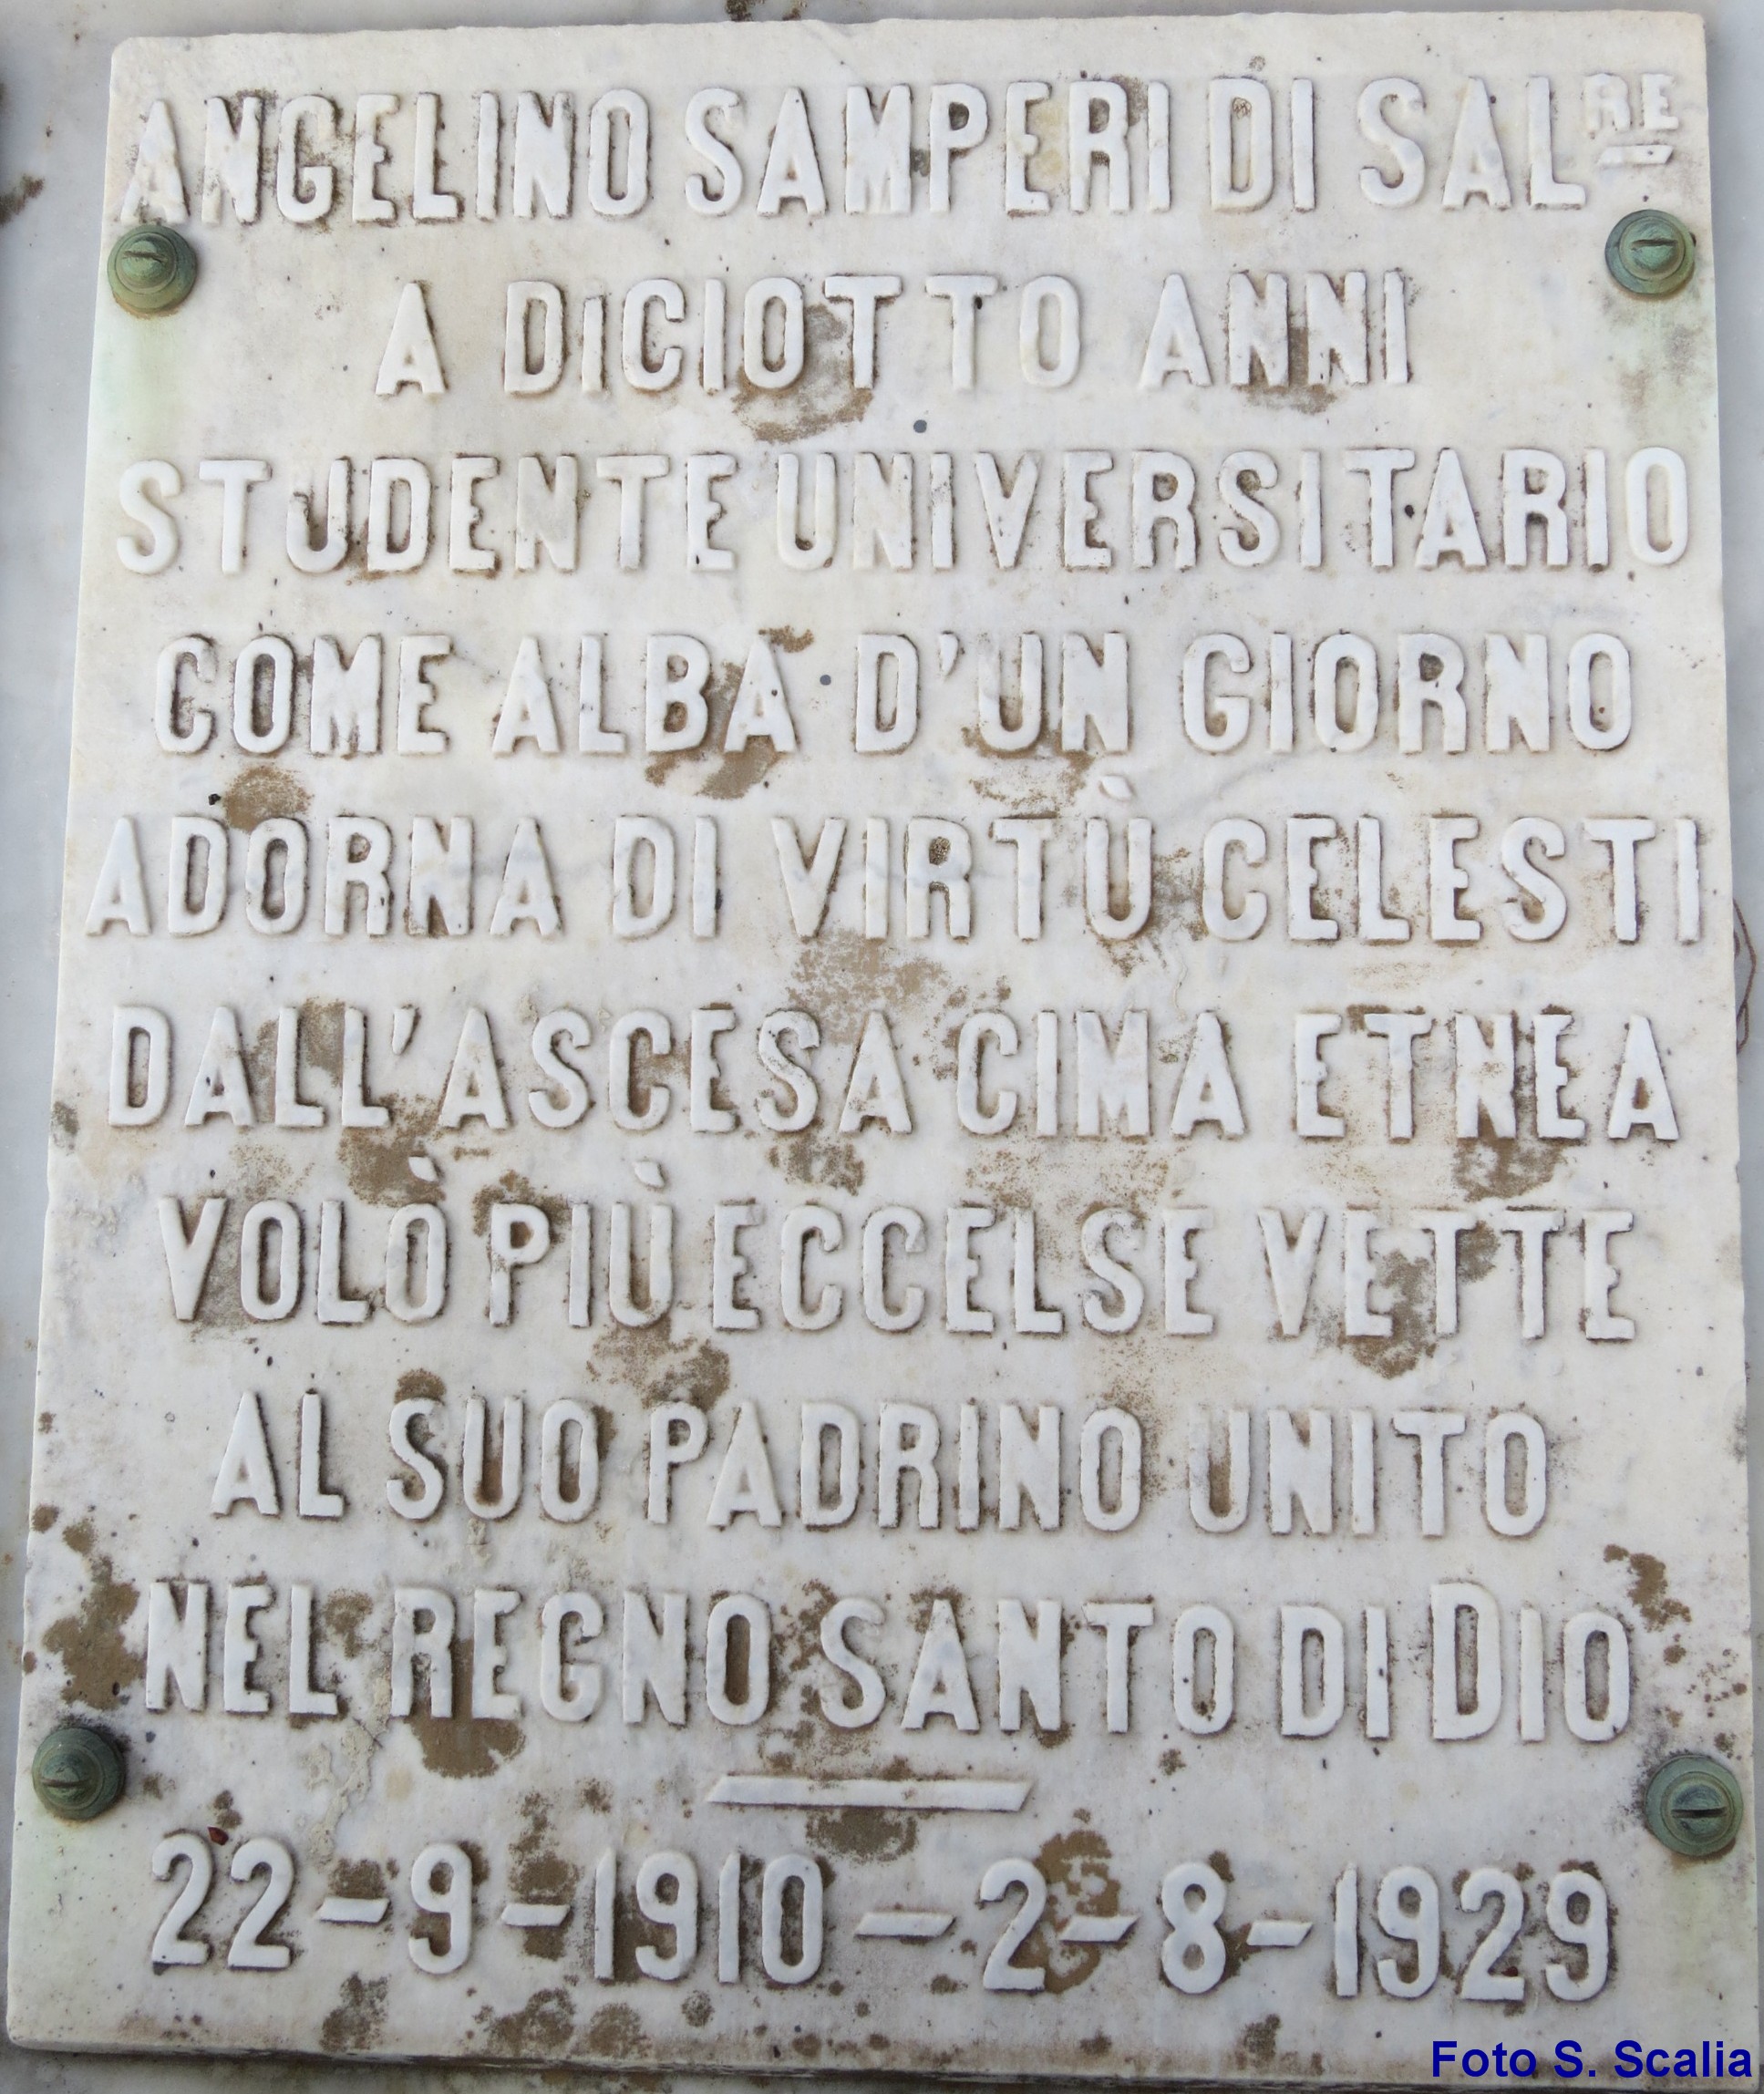 ANGELINO SAMPERI DI SALRE
A DICIOTTO ANNI
STUDENTE UNIVERSITARIO
COME ALBA D'UN GIORNO
ADORNA DI VIRTÙ CELESTI
DALL'ASCESA CIMA ETNEA
VOLÒ PIÙ ECCELSE VETTE
AL SUO PADRINO UNITO
NEL REGNO SANTO DI DIO
22-9-1910-2-8-1929
Foto S. Scalia